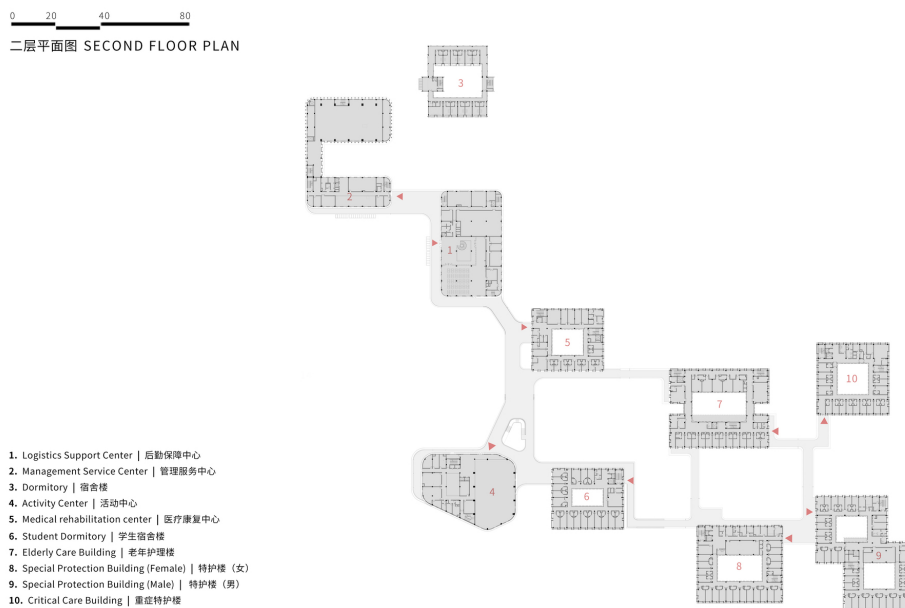 0 20 40 80
二层平面图 SECOND FLOOR PLAN
3
2
1
5
10
7
4
6
8
9
1. Logistics Support Center | 后勤保障中心
2. Management Service Center | 管理服务中心
3. Dormitory | 宿舍楼
4. Activity Center | 活动中心
5. Medical rehabilitation center | 医疗康复中心
6. Student Dormitory | 学生宿舍楼
7. Elderly Care Building | 老年护理楼
8. Special Protection Building (Female) | 特护楼（女）
9. Special Protection Building (Male) | 特护楼（男）
10. Critical Care Building | 重症特护楼